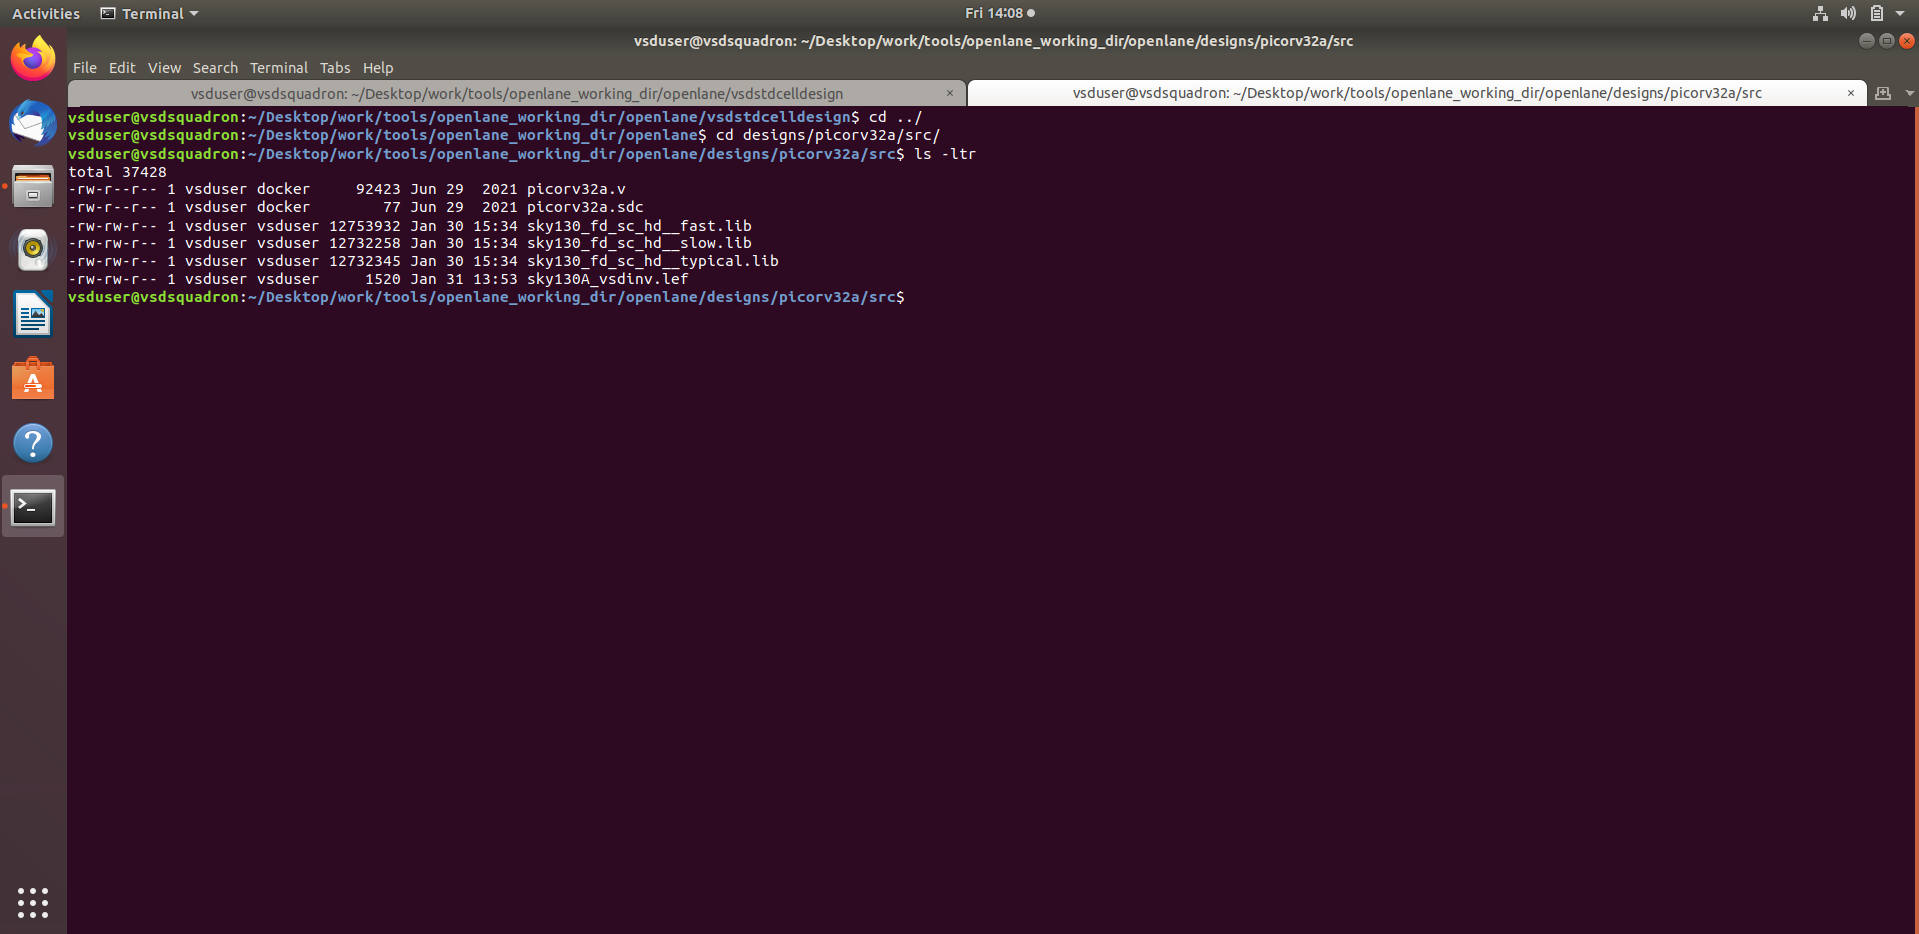 Activities Terminal Fri 14:08
vsduser@vsdsquadron: ~/Desktop/work/tools/openlane_working_dir/openlane/designs/picorv32a/src
File Edit View Search Terminal Tabs Help
vsduser@vsdsquadron: ~/Desktop/work/tools/openlane_working_dir/openlane/vsdstdcelldesign × vsduser@vsdsquadron: ~/Desktop/work/tools/openlane_working_dir/openlane/designs/picorv32a/src ×
vsduser@vsdsquadron:~/Desktop/work/tools/openlane_working_dir/openlane/vsdstdcelldesign$ cd ../
vsduser@vsdsquadron:~/Desktop/work/tools/openlane_working_dir/openlane$ cd designs/picorv32a/src/
vsduser@vsdsquadron:~/Desktop/work/tools/openlane_working_dir/openlane/designs/picorv32a/src$ ls -ltr
total 37428
-rw-r--r-- 1 vsduser docker     92423 Jun 29  2021 picorv32a.v
-rw-rw-r-- 1 vsduser docker        77 Jun 29  2021 picorv32a.sdc
-rw-rw-r-- 1 vsduser vsduser 12753932 Jan 30 15:34 sky130_fd_sc_hd__fast.lib
-rw-rw-r-- 1 vsduser vsduser 12732258 Jan 30 15:34 sky130_fd_sc_hd__slow.lib
-rw-rw-r-- 1 vsduser vsduser 12732345 Jan 30 15:34 sky130_fd_sc_hd__typical.lib
-rw-rw-r-- 1 vsduser vsduser     1520 Jan 31 13:53 sky130A_vsdinv.lef
vsduser@vsdsquadron:~/Desktop/work/tools/openlane_working_dir/openlane/designs/picorv32a/src$